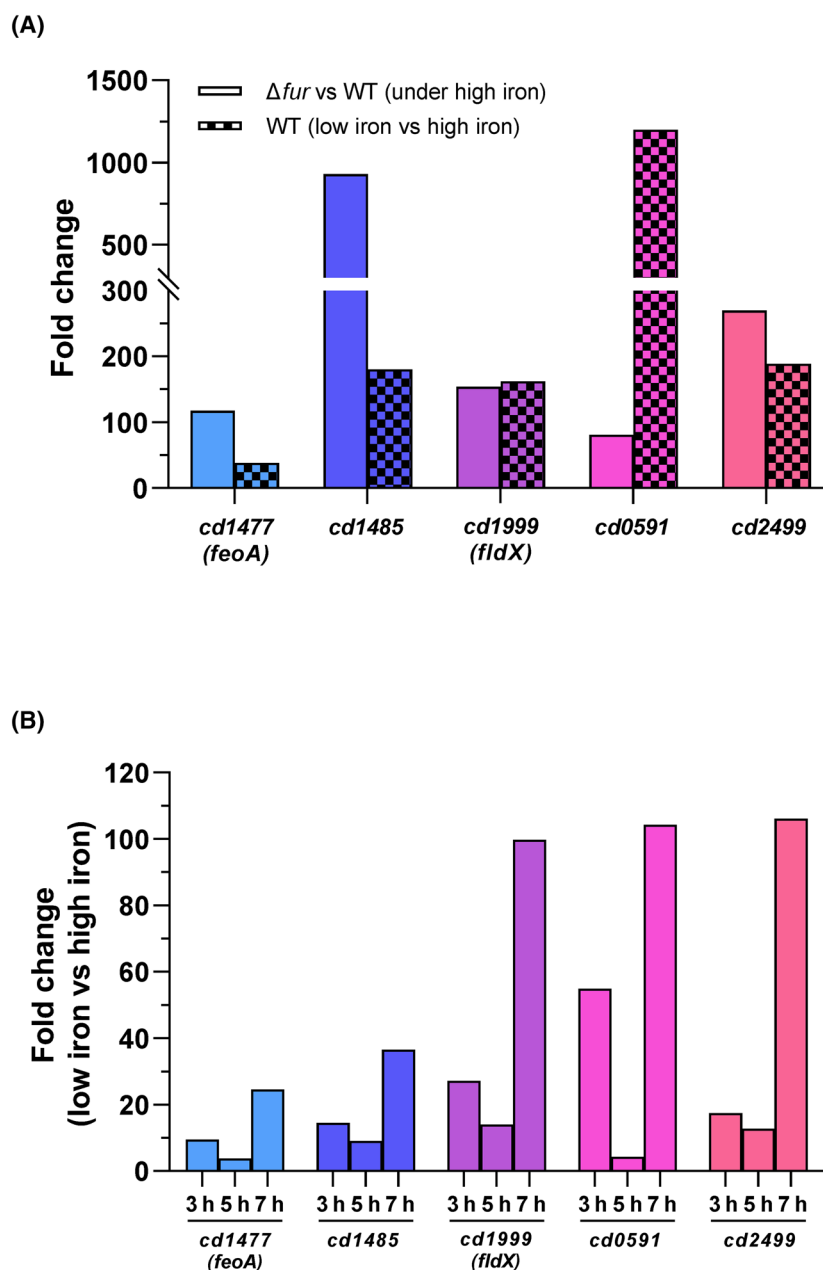 (A)
1500
1000
500
300
200
100
0
Fold change
Δfur vs WT (under high iron)
WT (low iron vs high iron)
cd1477 cd1485 cd1999 cd0591 cd2499
(feoA) (fldX)
(B)
120
100
80
60
40
20
0
Fold change
(low iron vs high iron)
3 h 5 h 7 h 3 h 5 h 7 h 3 h 5 h 7 h 3 h 5 h 7 h 3 h 5 h 7 h
cd1477 cd1485 cd1999 cd0591 cd2499
(feoA) (fldX)